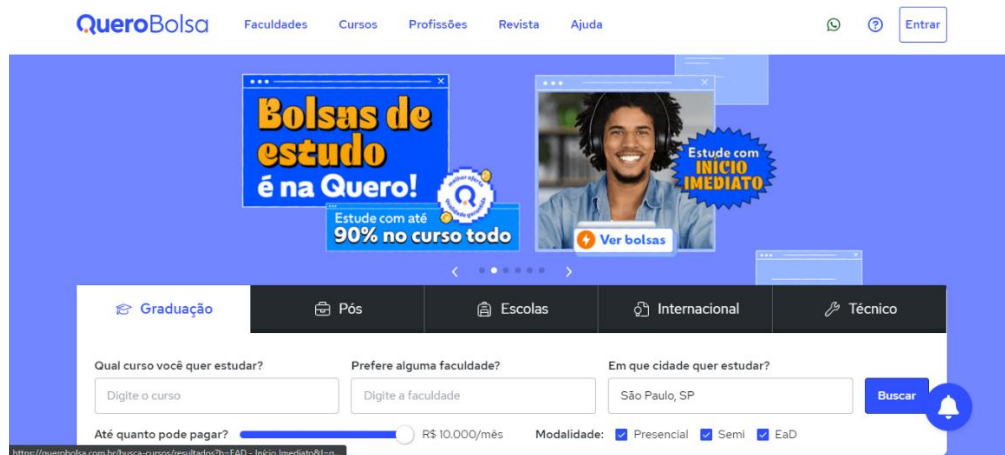 QueroBolsa
Faculdades Cursos Profissões Revista Ajuda
Entrar
Bolsas de
estudo
é na Quero!
melhor oferta
Estude com até
90% no curso todo
Estude com
INÍCIO
IMEDIATO
Ver bolsas
Graduação Pós Escolas Internacional Técnico
Qual curso você quer estudar? Prefere alguma faculdade? Em que cidade quer estudar?
Digite o curso Digite a faculdade São Paulo, SP Buscar
Até quanto pode pagar? R$ 10.000/mês Modalidade: Presencial Semi EaD